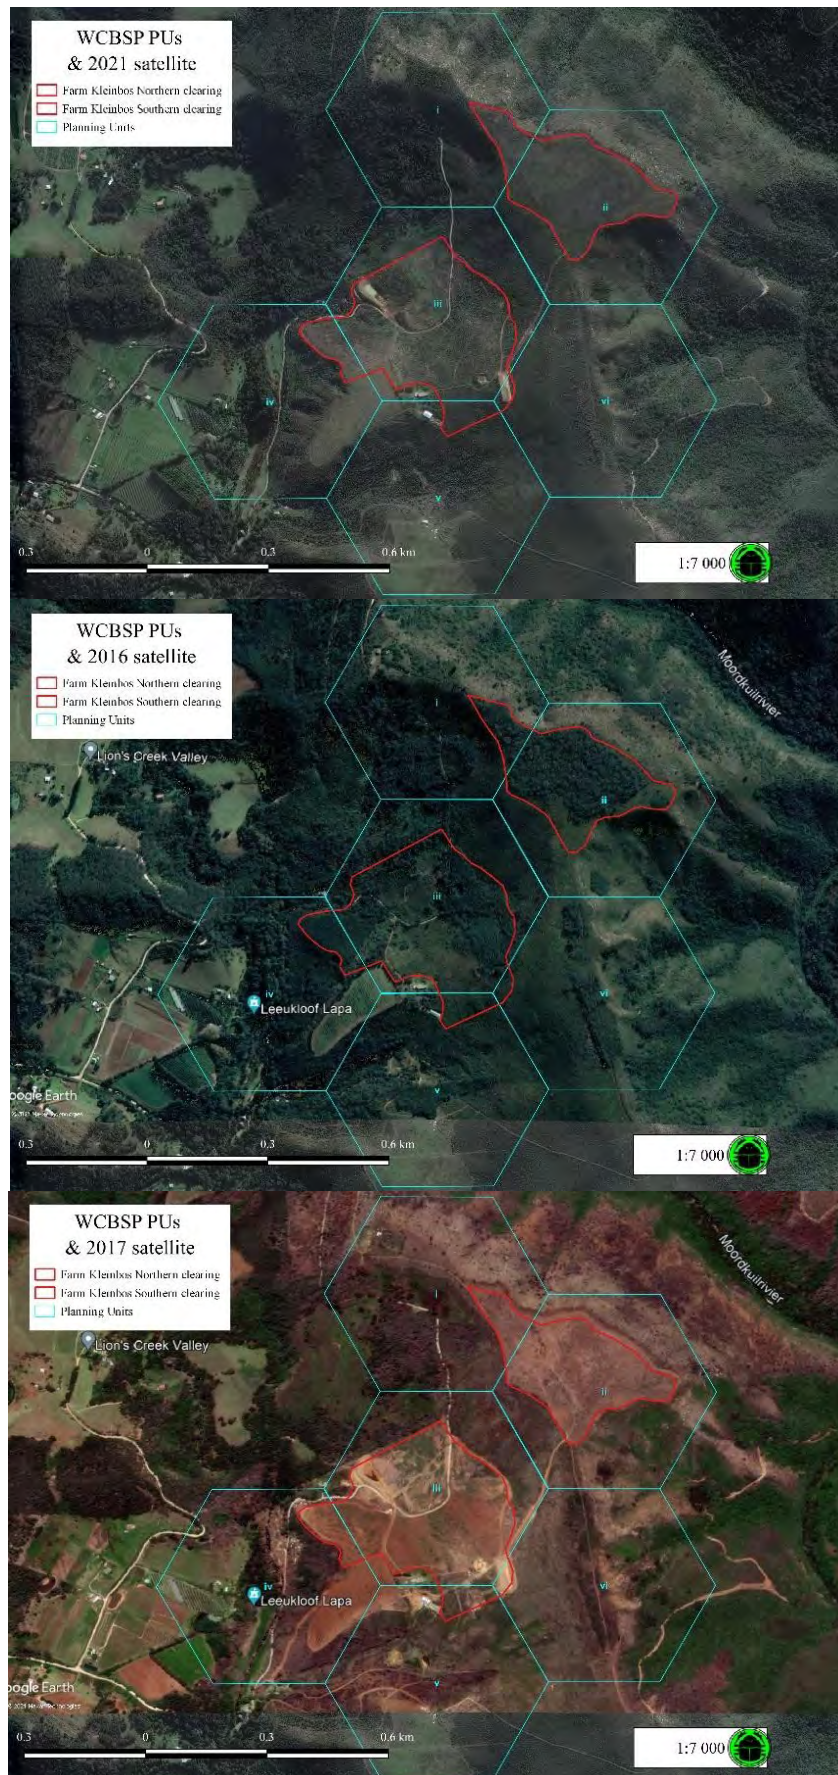 WCBSP PUs
& 2021 satellite
Farm Kleinbos Northern clearing
Farm Kleinbos Southern clearing
Planning Units
i
ii
iii
iv
vi
v
0.3 0 0.3 0.6 km
1:7 000
WCBSP PUs
& 2016 satellite
Farm Kleinbos Northern clearing
Farm Kleinbos Southern clearing
Planning Units
Moordkuilrivier
Lion's Creek Valley
i
ii
iii
iv
Leeukloof Lapa
vi
v
oogle Earth
0.3 0 0.3 0.6 km
1:7 000
WCBSP PUs
& 2017 satellite
Farm Kleinbos Northern clearing
Farm Kleinbos Southern clearing
Planning Units
Moordkuilrivier
Lion's Creek Valley
i
ii
iii
iv
Leeukloof Lapa
vi
v
oogle Earth
0.3 0 0.3 0.6 km
1:7 000